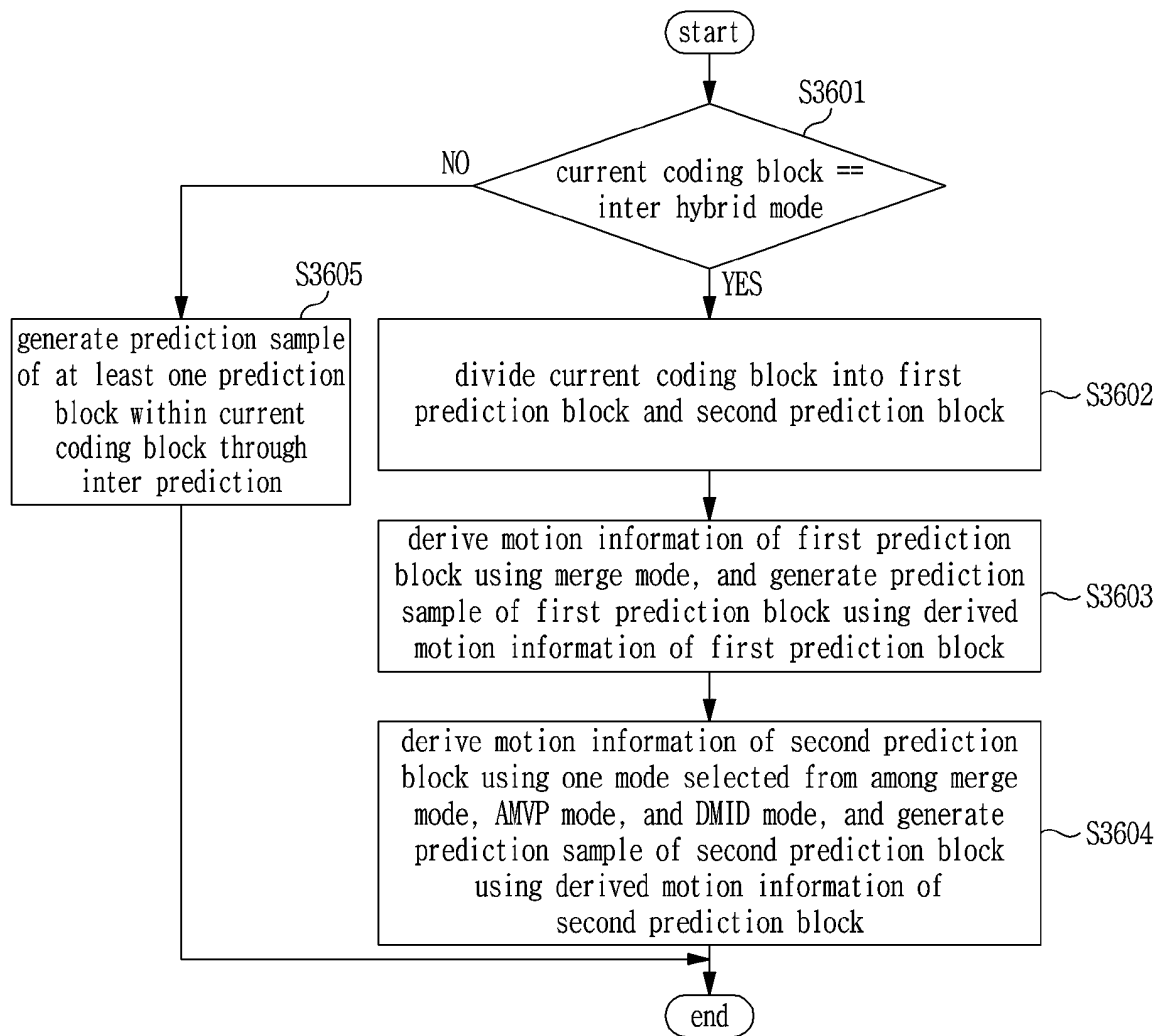 start
S3601
current coding block ==
inter hybrid mode
NO
YES
S3605
generate prediction sample
of at least one prediction
block within current
coding block through
inter prediction
divide current coding block into first
prediction block and second prediction block
S3602
derive motion information of first prediction
block using merge mode, and generate prediction
sample of first prediction block using derived
motion information of first prediction block
S3603
derive motion information of second prediction
block using one mode selected from among merge
mode, AMVP mode, and DMID mode, and generate
prediction sample of second prediction block
using derived motion information of
second prediction block
S3604
end